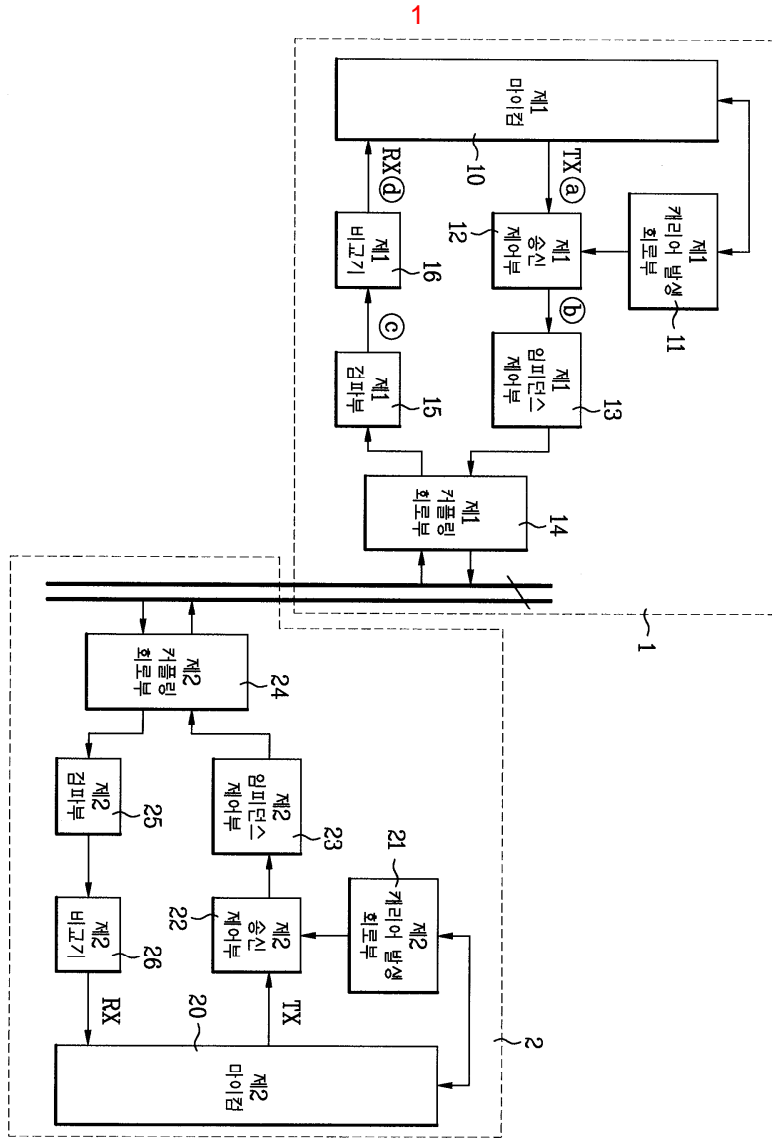 1
제1
마이컴
10
TX ⓐ
RX ⓓ
제1
캐리어 발생
회로부
11
제1
송신
제어부
12
ⓑ
제1
임피던스
제어부
13
제1
커플링
회로부
14
제1
검파부
15
ⓒ
제1
비교기
16
1
제2
커플링
회로부
24
제2
임피던스
제어부
23
제2
검파부
25
제2
캐리어 발생
회로부
21
제2
송신
제어부
22
제2
비교기
26
TX
RX
제2
마이컴
20
2